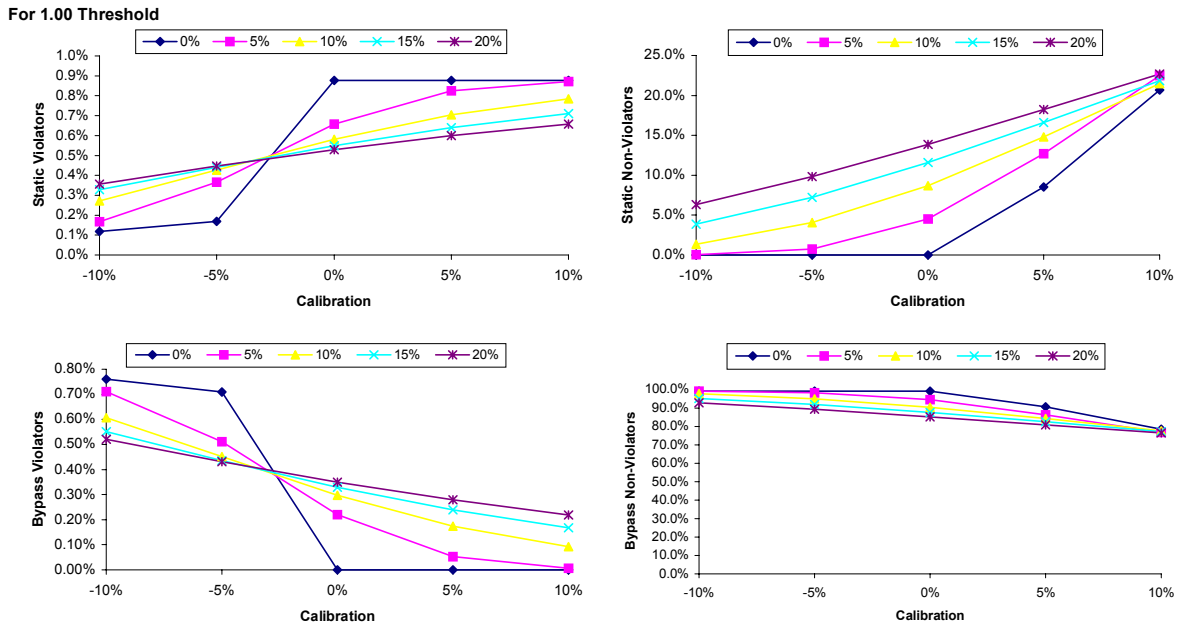 For 1.00 Threshold
0% 5% 10% 15% 20%
Static Violators
1.0%
0.9%
0.8%
0.7%
0.6%
0.5%
0.4%
0.3%
0.2%
0.1%
0.0%
-10% -5% 0% 5% 10%
Calibration
0% 5% 10% 15% 20%
Static Non-Violators
25.0%
20.0%
15.0%
10.0%
5.0%
0.0%
-10% -5% 0% 5% 10%
Calibration
0% 5% 10% 15% 20%
Bypass Violators
0.80%
0.70%
0.60%
0.50%
0.40%
0.30%
0.20%
0.10%
0.00%
-10% -5% 0% 5% 10%
Calibration
0% 5% 10% 15% 20%
Bypass Non-Violators
100.0%
90.0%
80.0%
70.0%
60.0%
50.0%
40.0%
30.0%
20.0%
10.0%
0.0%
-10% -5% 0% 5% 10%
Calibration